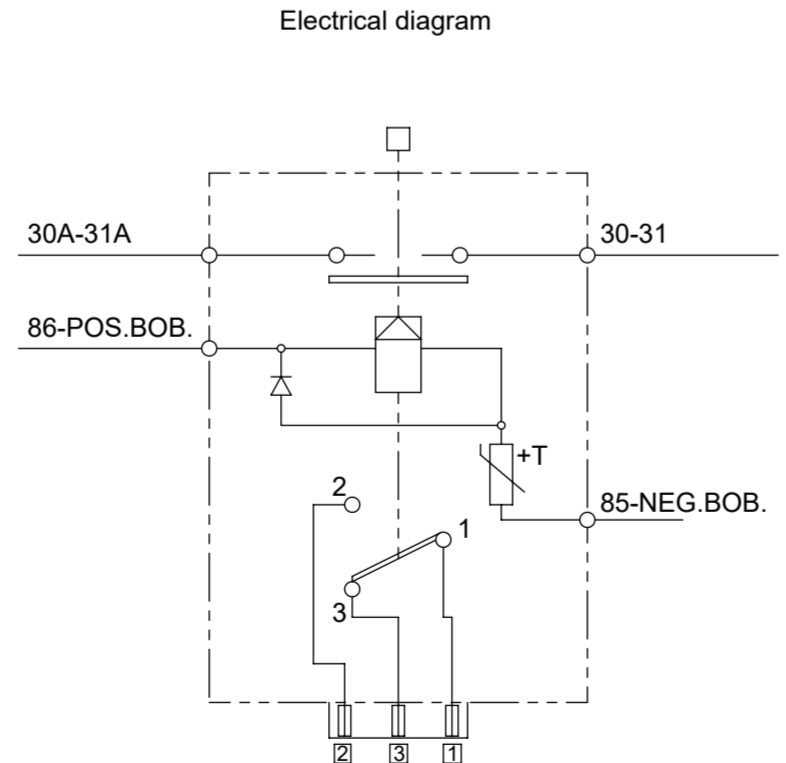 Electrical diagram
30A-31A
30-31
86-POS.BOB.
+T
2
85-NEG.BOB.
1
3
2 3 1